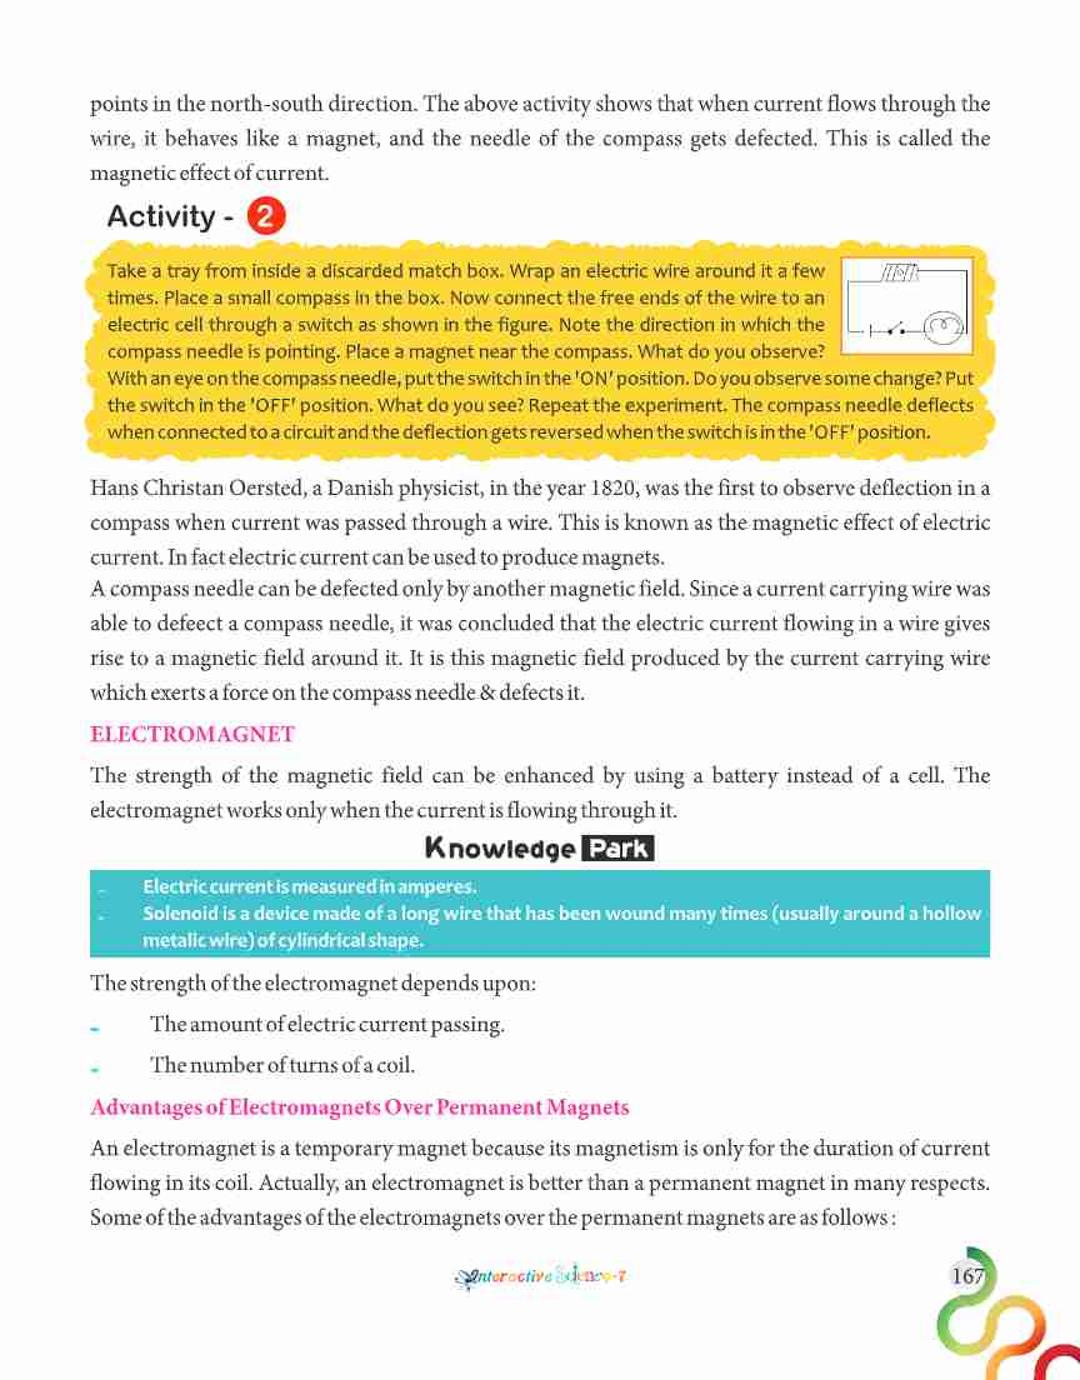 points in the north-south direction. The above activity shows that when current flows through the
wire, it behaves like a magnet, and the needle of the compass gets defected. This is called the
magnetic effect of current.
Activity - 2
Take a tray from inside a discarded match box. Wrap an electric wire around it a few
times. Place a small compass in the box. Now connect the free ends of the wire to an
electric cell through a switch as shown in the figure. Note the direction in which the
compass needle is pointing. Place a magnet near the compass. What do you observe?
With an eye on the compass needle, put the switch in the 'ON' position. Do you observe some change? Put
the switch in the 'OFF' position. What do you see? Repeat the experiment. The compass needle deflects
when connected to a circuit and the deflection gets reversed when the switch is in the 'OFF' position.
Hans Christan Oersted, a Danish physicist, in the year 1820, was the first to observe deflection in a
compass when current was passed through a wire. This is known as the magnetic effect of electric
current. In fact electric current can be used to produce magnets.
A compass needle can be defected only by another magnetic field. Since a current carrying wire was
able to defeect a compass needle, it was concluded that the electric current flowing in a wire gives
rise to a magnetic field around it. It is this magnetic field produced by the current carrying wire
which exerts a force on the compass needle & defects it.
ELECTROMAGNET
The strength of the magnetic field can be enhanced by using a battery instead of a cell. The
electromagnet works only when the current is flowing through it.
Knowledge Park
- Electric current is measured in amperes.
- Solenoid is a device made of a long wire that has been wound many times (usually around a hollow
metalic wire) of cylindrical shape.
The strength of the electromagnet depends upon:
- The amount of electric current passing.
- The number of turns of a coil.
Advantages of Electromagnets Over Permanent Magnets
An electromagnet is a temporary magnet because its magnetism is only for the duration of current
flowing in its coil. Actually, an electromagnet is better than a permanent magnet in many respects.
Some of the advantages of the electromagnets over the permanent magnets are as follows :
Interactive Science-7
167